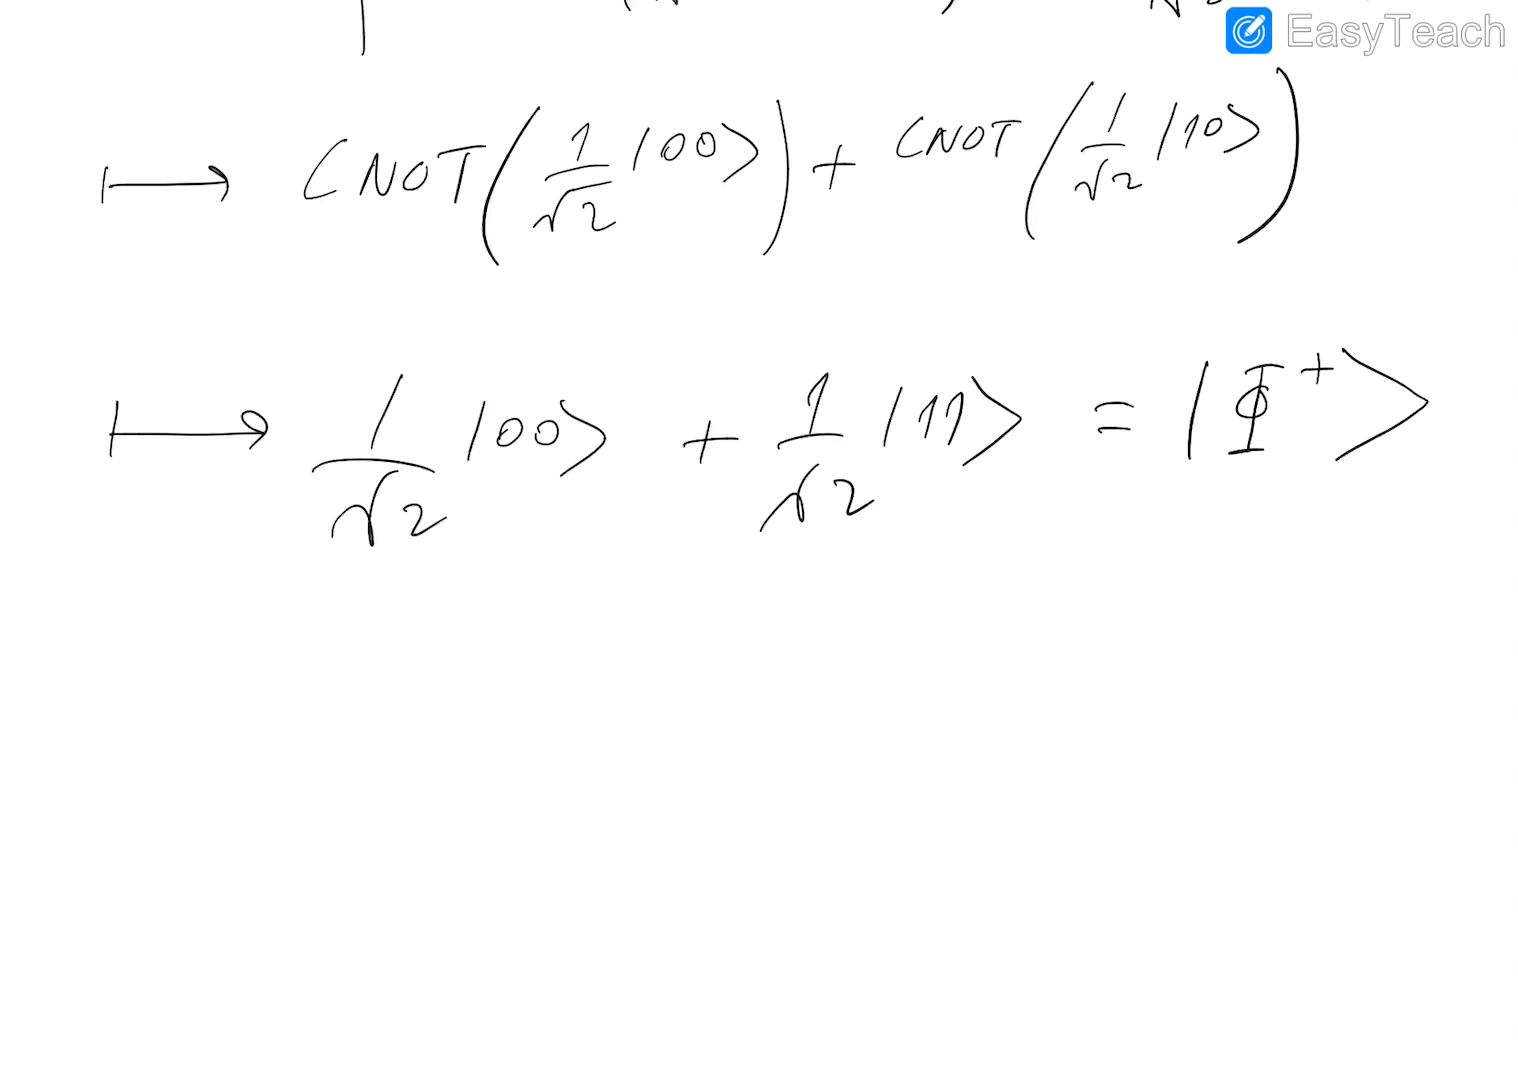 EasyTeach
↦ CNOT(1/√2 |00⟩) + CNOT(1/√2 |10⟩)
↦ 1/√2 |00⟩ + 1/√2 |11⟩ = |Φ⁺⟩